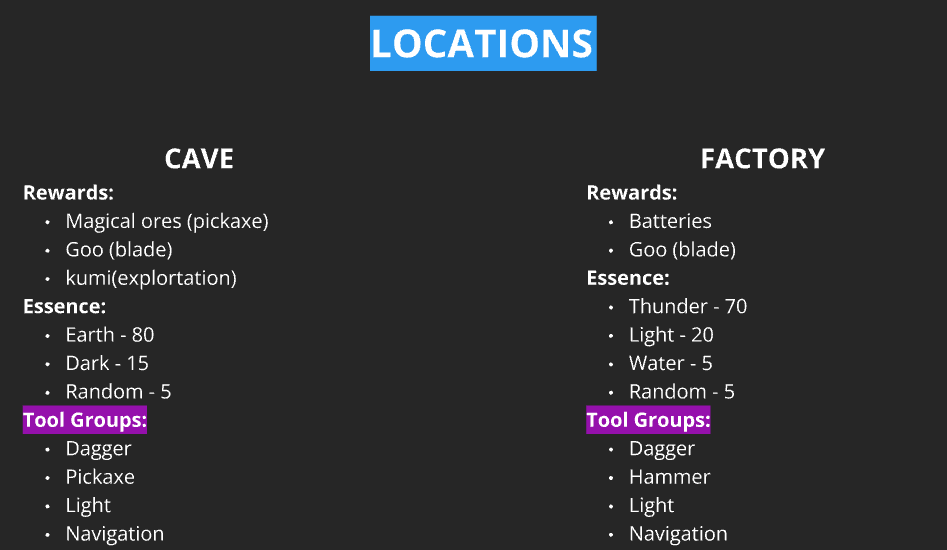 LOCATIONS
CAVE
Rewards:
• Magical ores (pickaxe)
• Goo (blade)
• kumi(explortation)
Essence:
• Earth - 80
• Dark - 15
• Random - 5
Tool Groups:
• Dagger
• Pickaxe
• Light
• Navigation
FACTORY
Rewards:
• Batteries
• Goo (blade)
Essence:
• Thunder - 70
• Light - 20
• Water - 5
• Random - 5
Tool Groups:
• Dagger
• Hammer
• Light
• Navigation